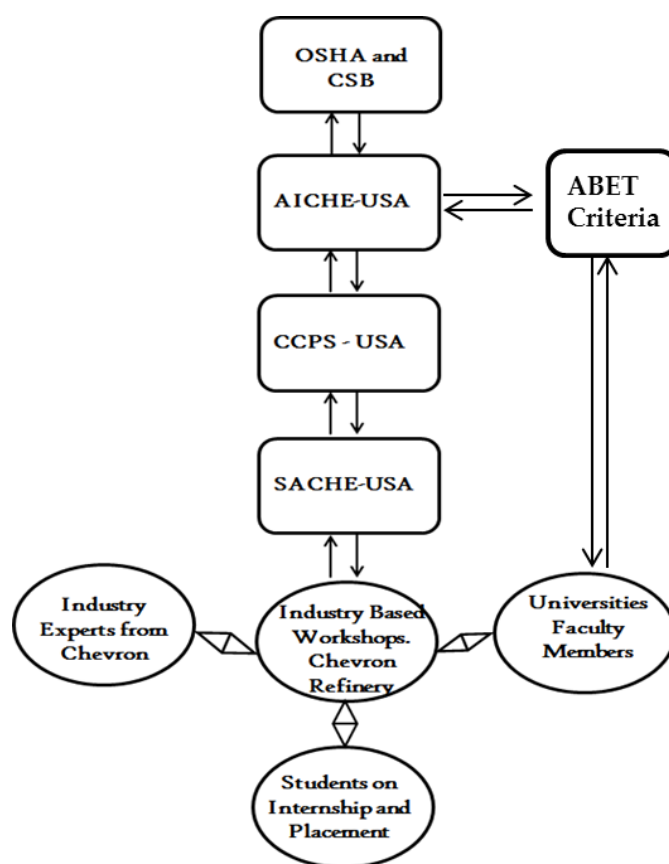 OSHA and
CSB
AICHE-USA
ABET
Criteria
CCPS - USA
SACHE-USA
Industry
Experts from
Chevron
Industry Based
Workshops.
Chevron
Refinery
Universities
Faculty
Members
Students on
Internship and
Placement